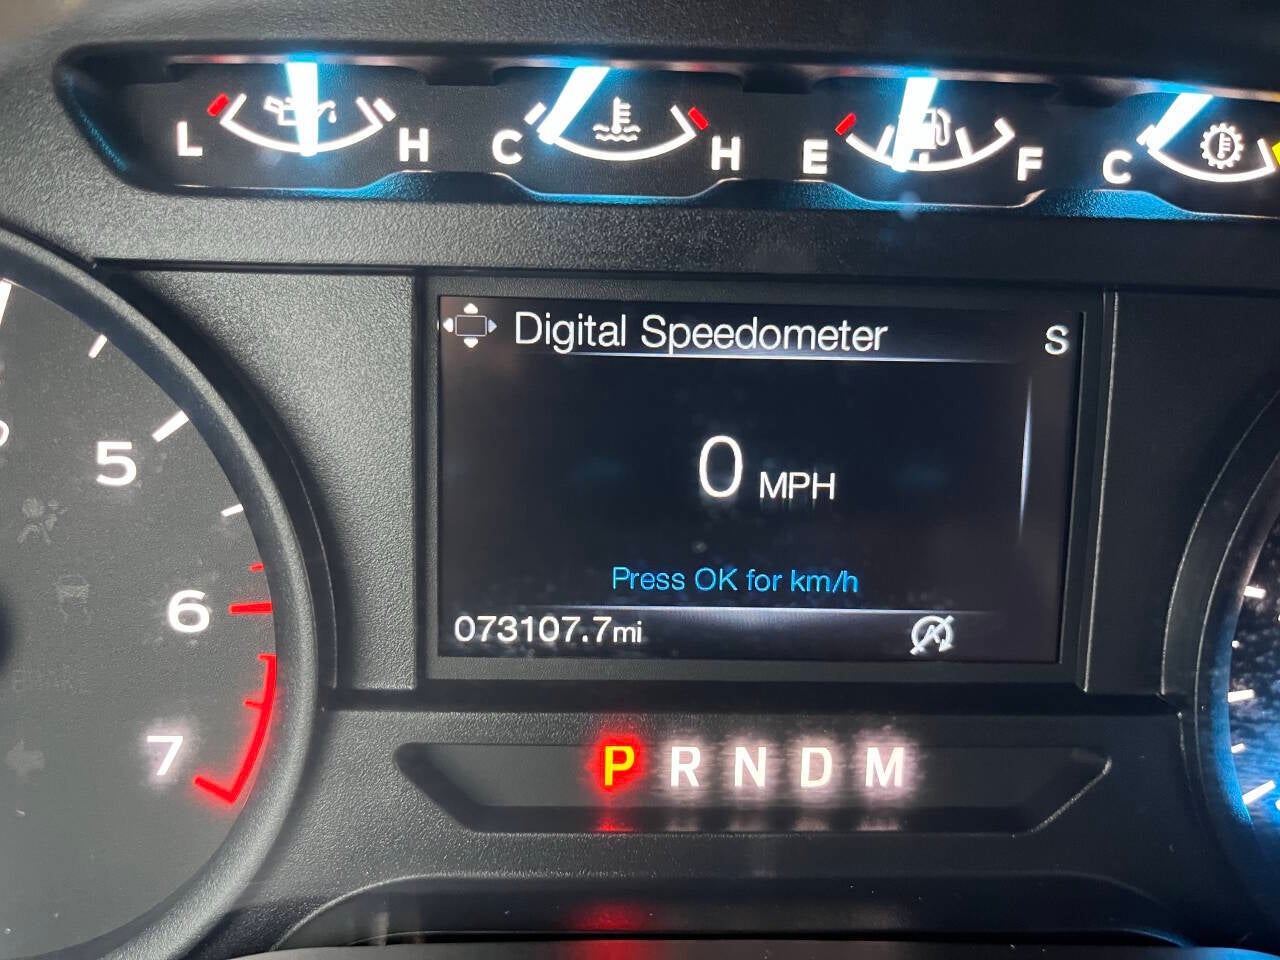 L H C H E F C
Digital Speedometer S
0 MPH
Press OK for km/h
073107.7mi
5
6
7
P R N D M